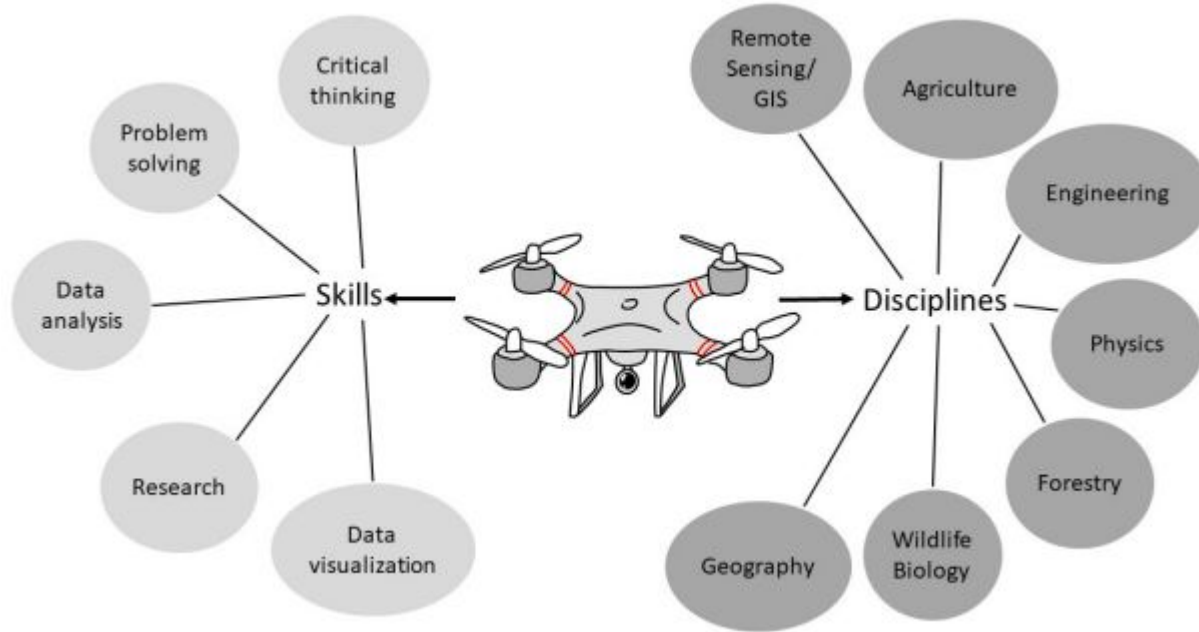 Critical
thinking
Problem
solving
Data
analysis
Skills
Research
Data
visualization
Remote
Sensing/
GIS
Agriculture
Engineering
Disciplines
Physics
Forestry
Wildlife
Biology
Geography